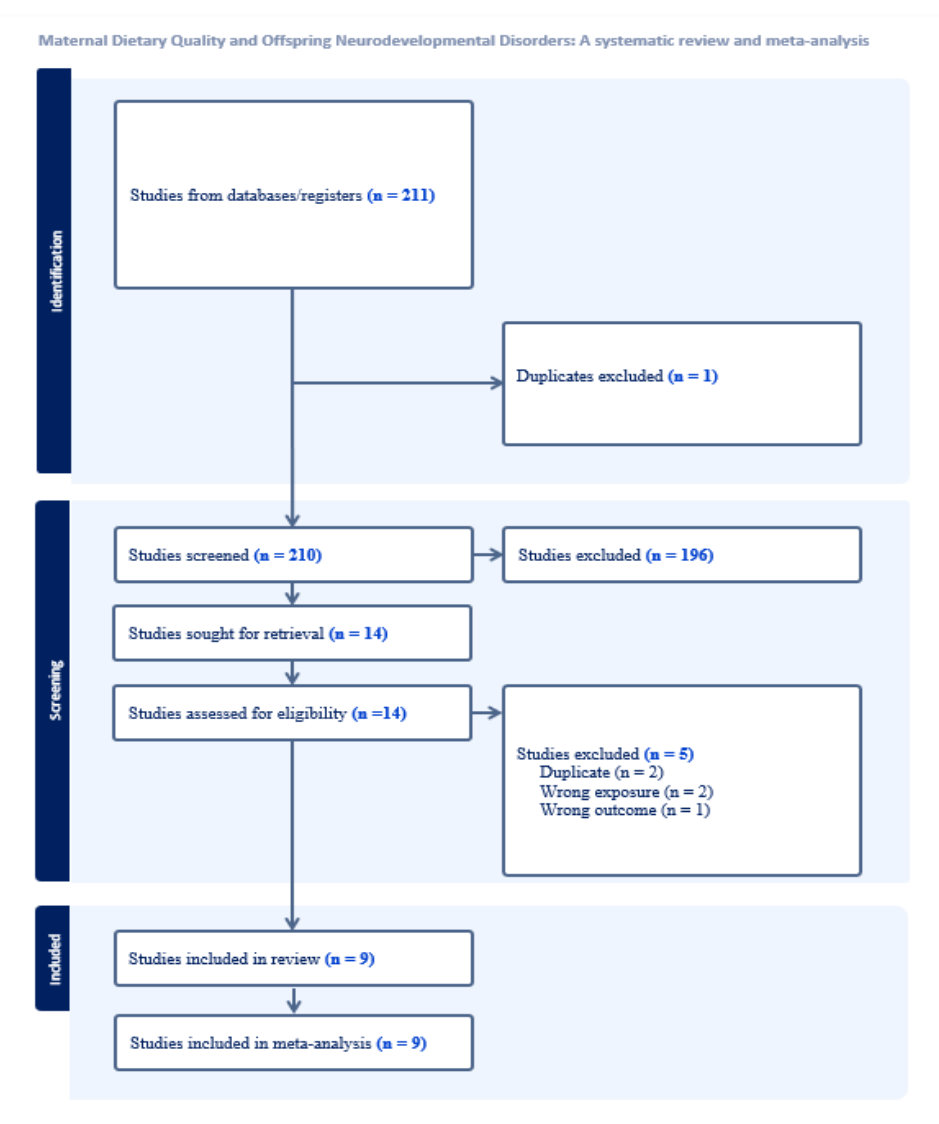 Maternal Dietary Quality and Offspring Neurodevelopmental Disorders: A systematic review and meta-analysis
Identification
Studies from databases/registers (n = 211)
Duplicates excluded (n = 1)
Screening
Studies screened (n = 210)
Studies excluded (n = 196)
Studies sought for retrieval (n = 14)
Studies assessed for eligibility (n =14)
Studies excluded (n = 5)
Duplicate (n = 2)
Wrong exposure (n = 2)
Wrong outcome (n = 1)
Included
Studies included in review (n = 9)
Studies included in meta-analysis (n = 9)